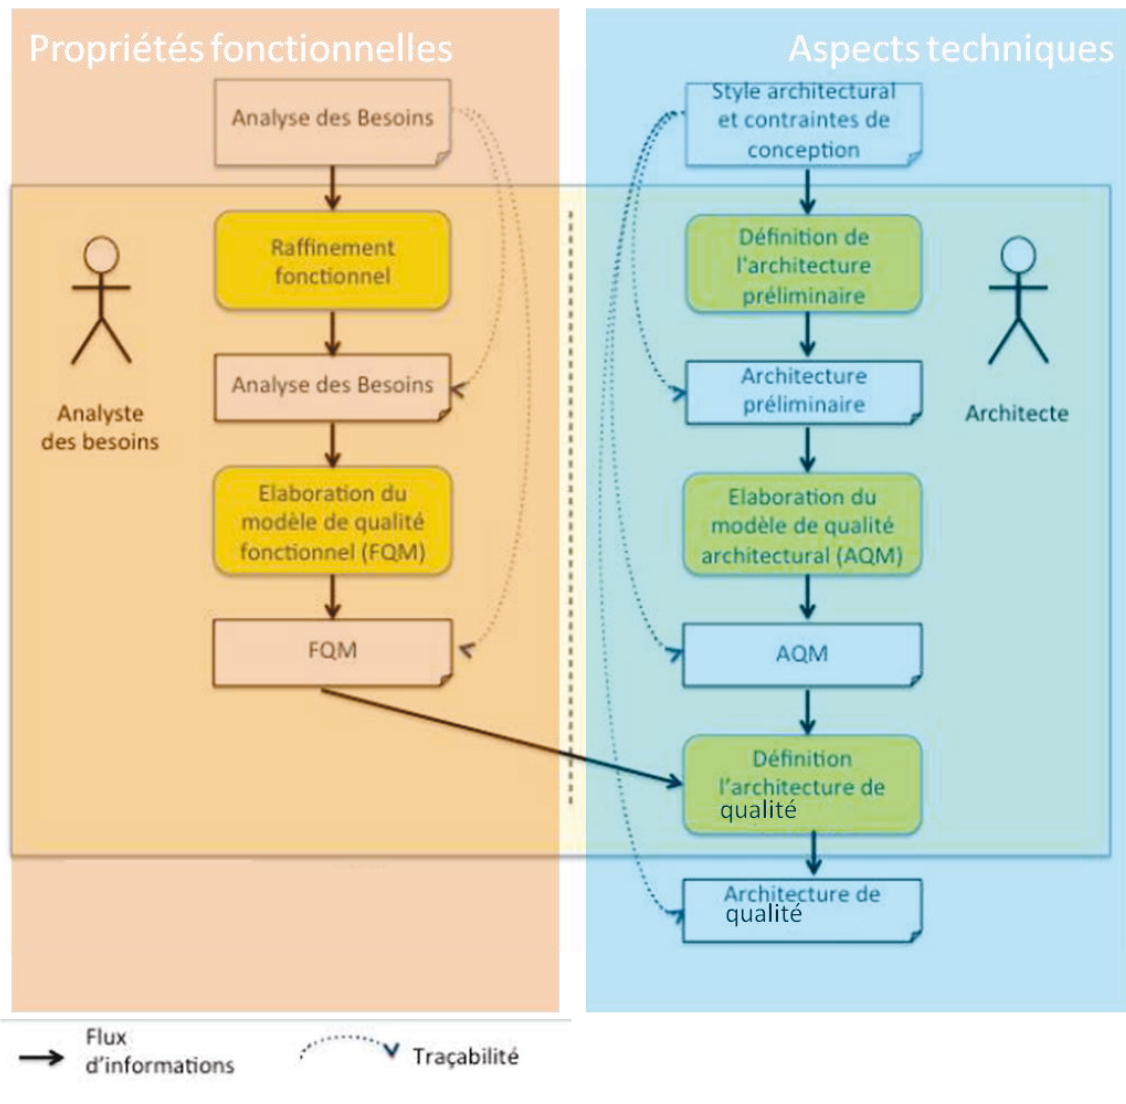 Propriétés fonctionnelles
Analyse des Besoins
Raffinement
fonctionnel
Analyse des Besoins
Analyste
des besoins
Elaboration du
modèle de qualité
fonctionnel (FQM)
FQM
Aspects techniques
Style architectural
et contraintes de
conception
Définition de
l'architecture
préliminaire
Architecture
préliminaire
Architecte
Elaboration du
modèle de qualité
architectural (AQM)
AQM
Définition
l'architecture de
qualité
Architecture de
qualité
Flux
d'informations
Traçabilité